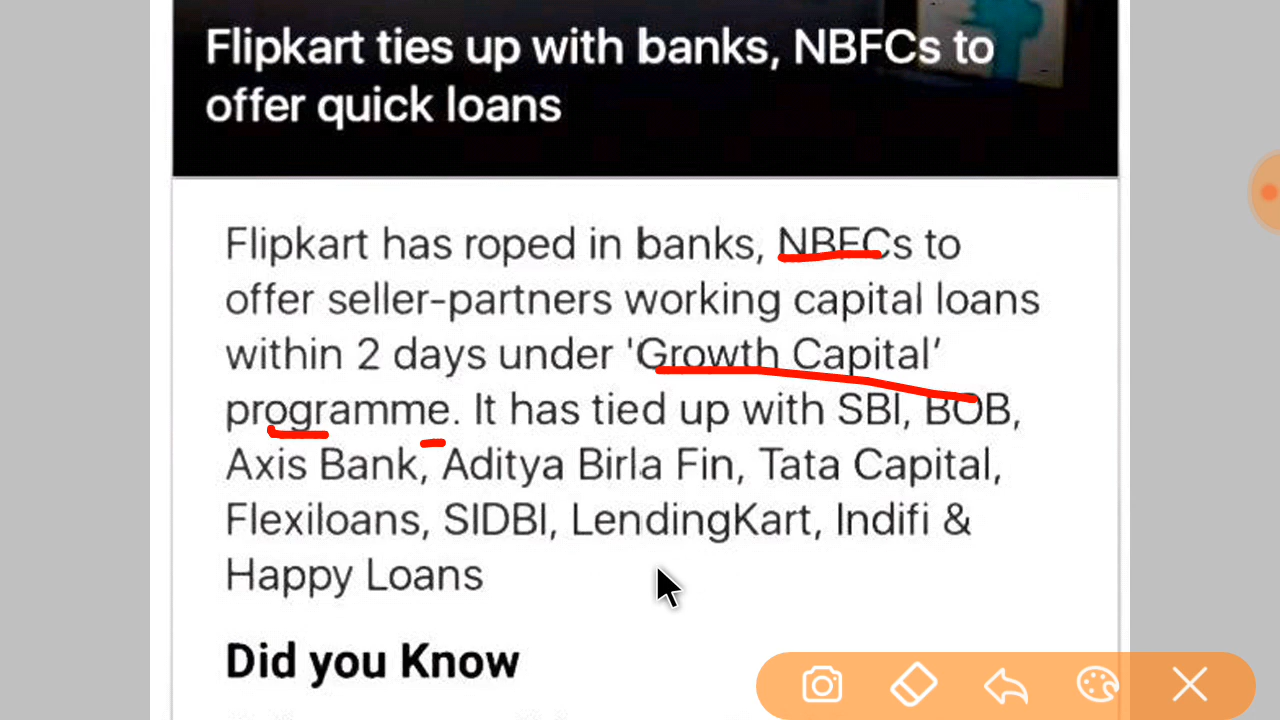 Flipkart ties up with banks, NBFCs to
offer quick loans
Flipkart has roped in banks, NBFCs to
offer seller-partners working capital loans
within 2 days under 'Growth Capital'
programme. It has tied up with SBI, BOB,
Axis Bank, Aditya Birla Fin, Tata Capital,
Flexiloans, SIDBI, LendingKart, Indifi &
Happy Loans
Did you Know